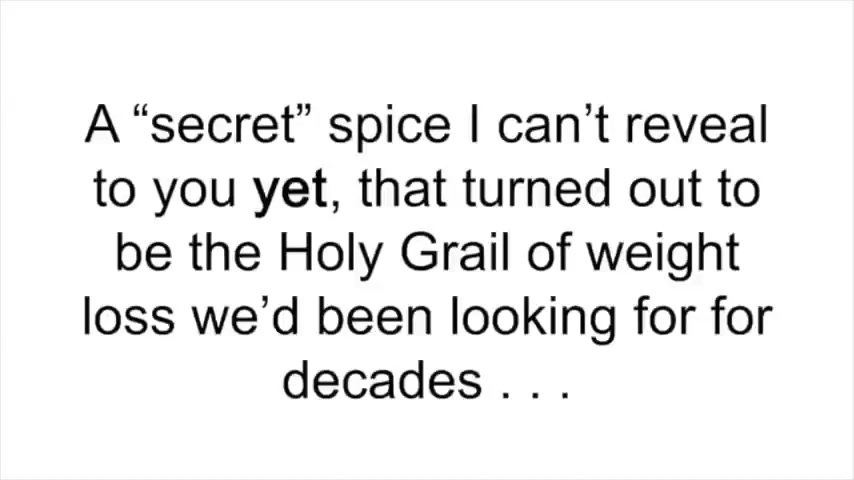 A “secret” spice I can’t reveal
to you yet, that turned out to
be the Holy Grail of weight
loss we’d been looking for for
decades . . .